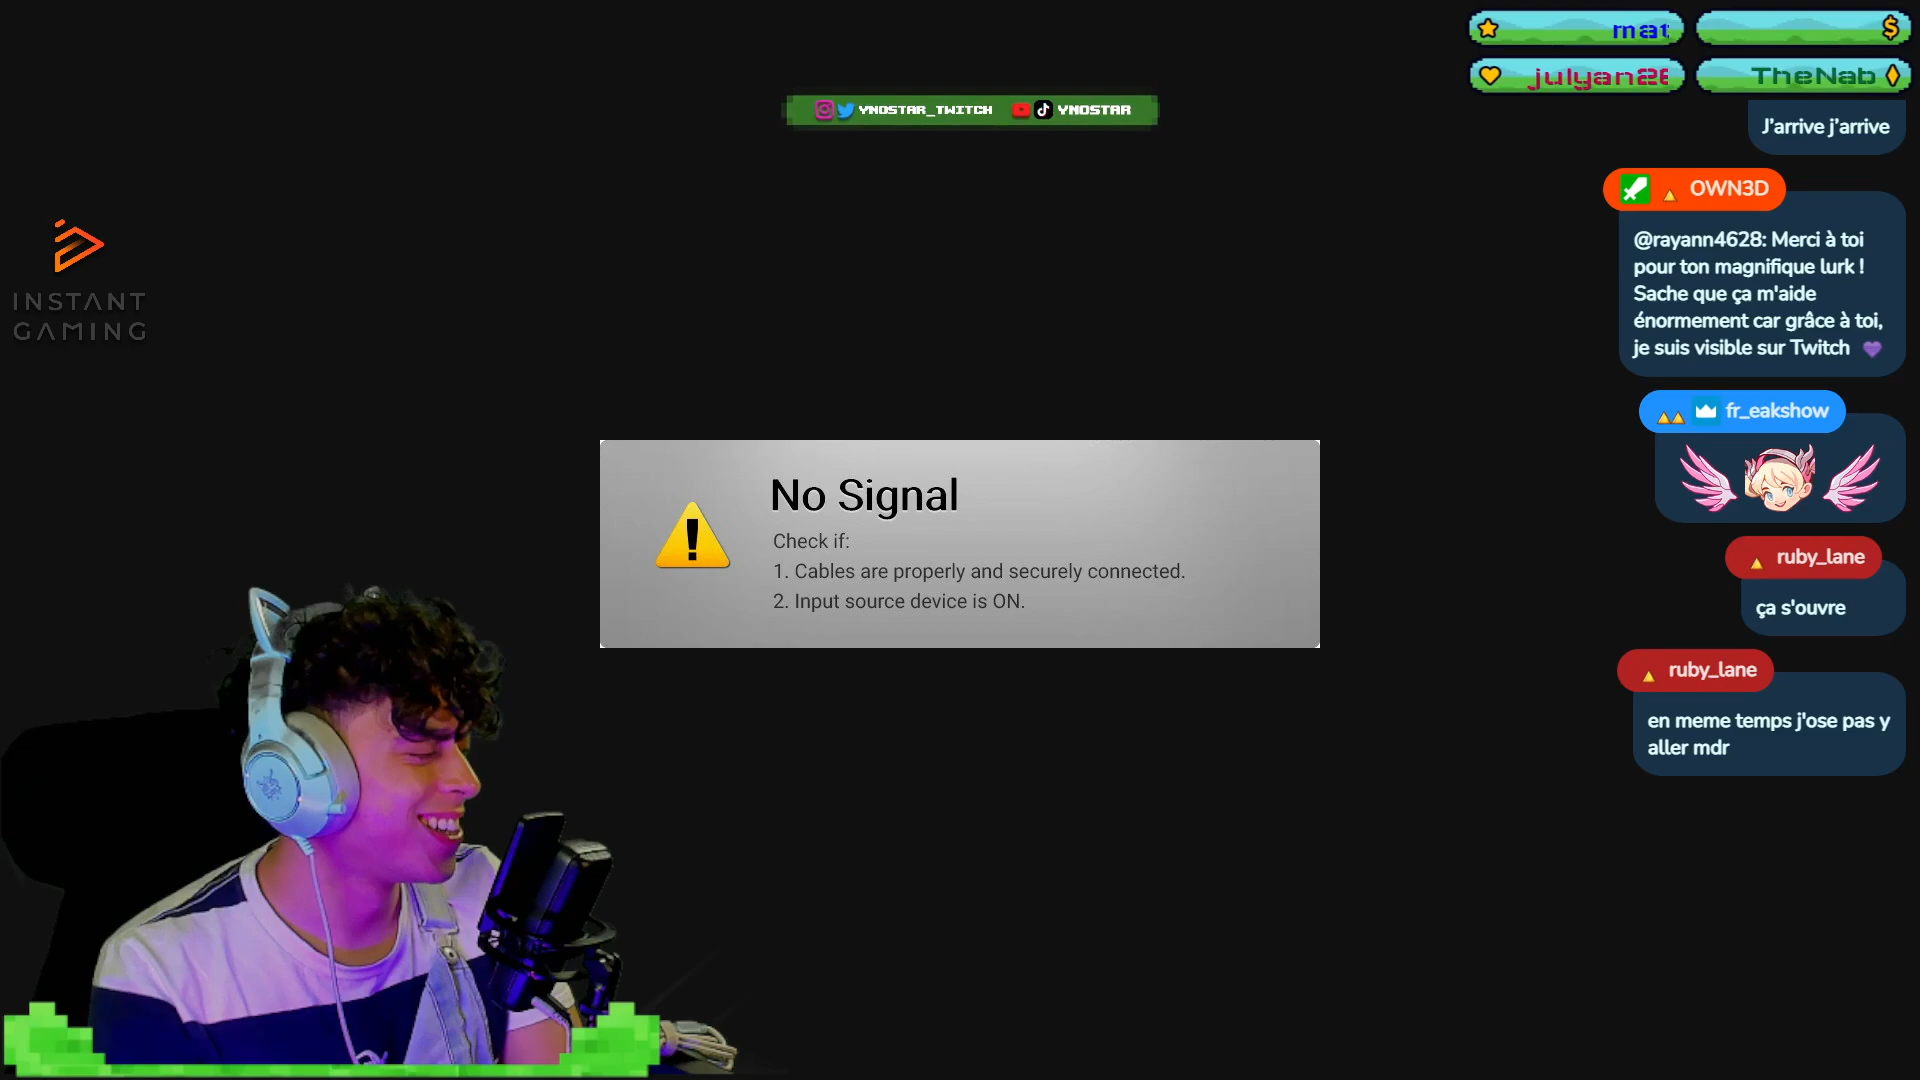 mat
julyan28
TheNab
YNOSTAR_TWITCH YNOSTAR
INSTANT
GAMING
J'arrive j'arrive
OWN3D
@rayann4628: Merci à toi
pour ton magnifique lurk !
Sache que ça m'aide
énormement car grâce à toi,
je suis visible sur Twitch
fr_eakshow
ruby_lane
ça s'ouvre
ruby_lane
en meme temps j'ose pas y
aller mdr
No Signal
Check if:
1. Cables are properly and securely connected.
2. Input source device is ON.